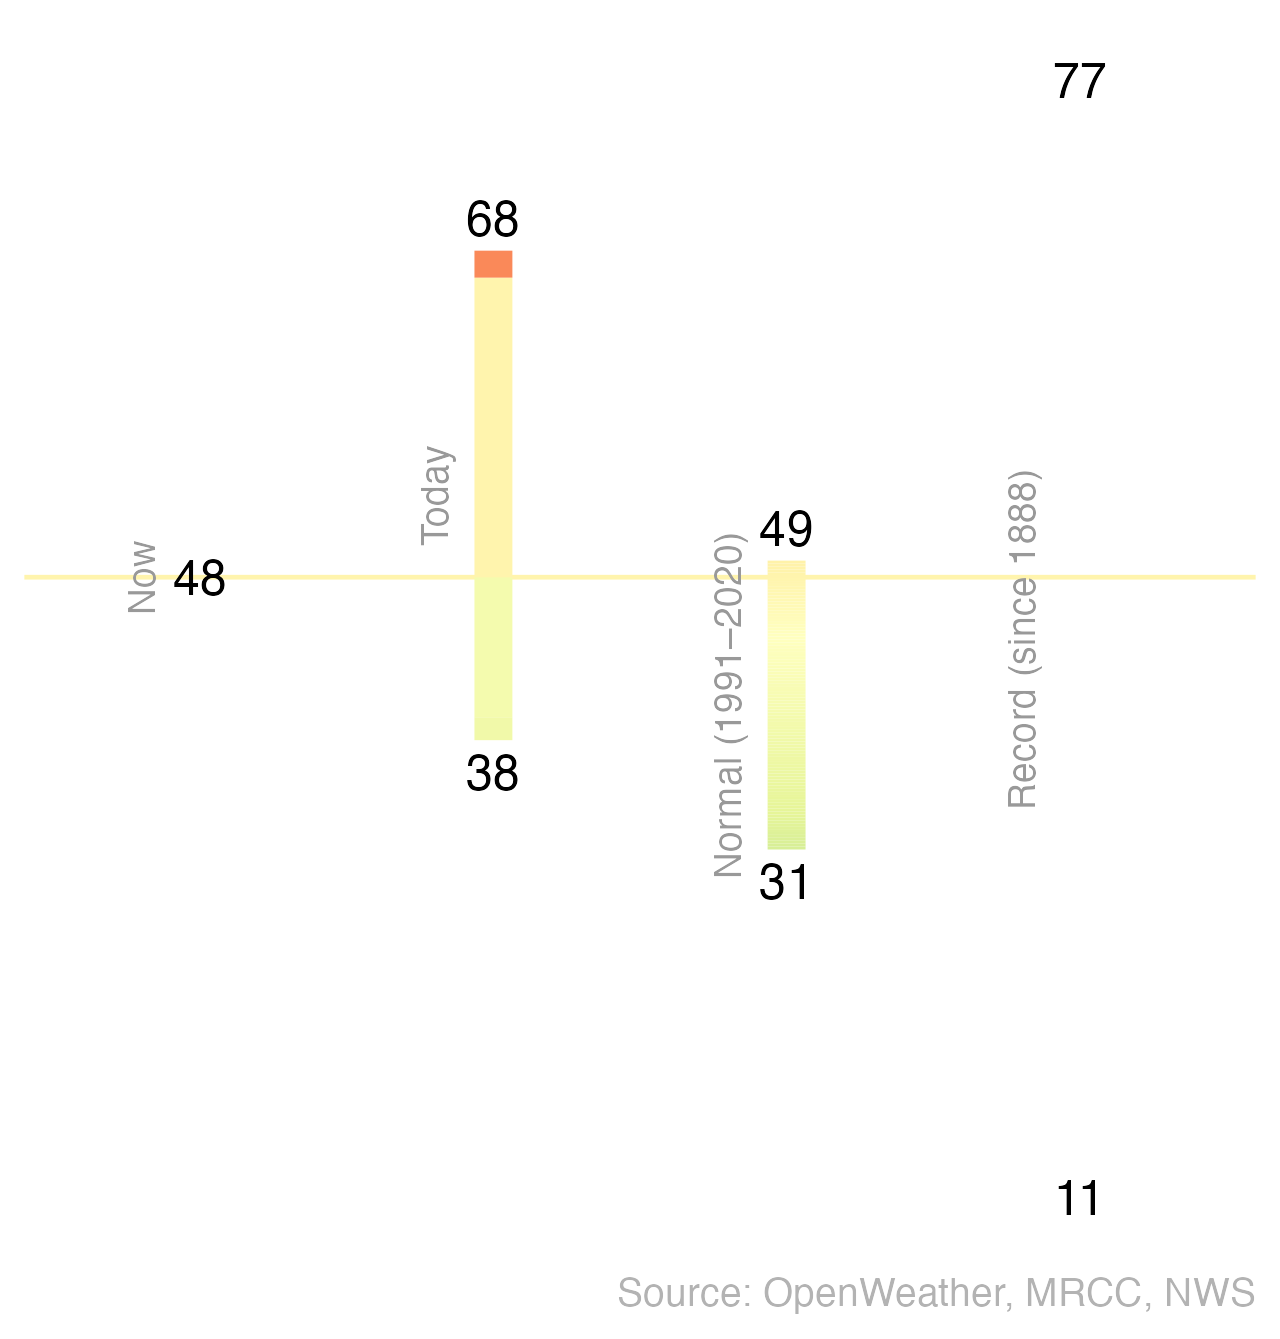 77
68
Today
49
Now
48
Normal (1991–2020)
Record (since 1888)
38
31
11
Source: OpenWeather, MRCC, NWS